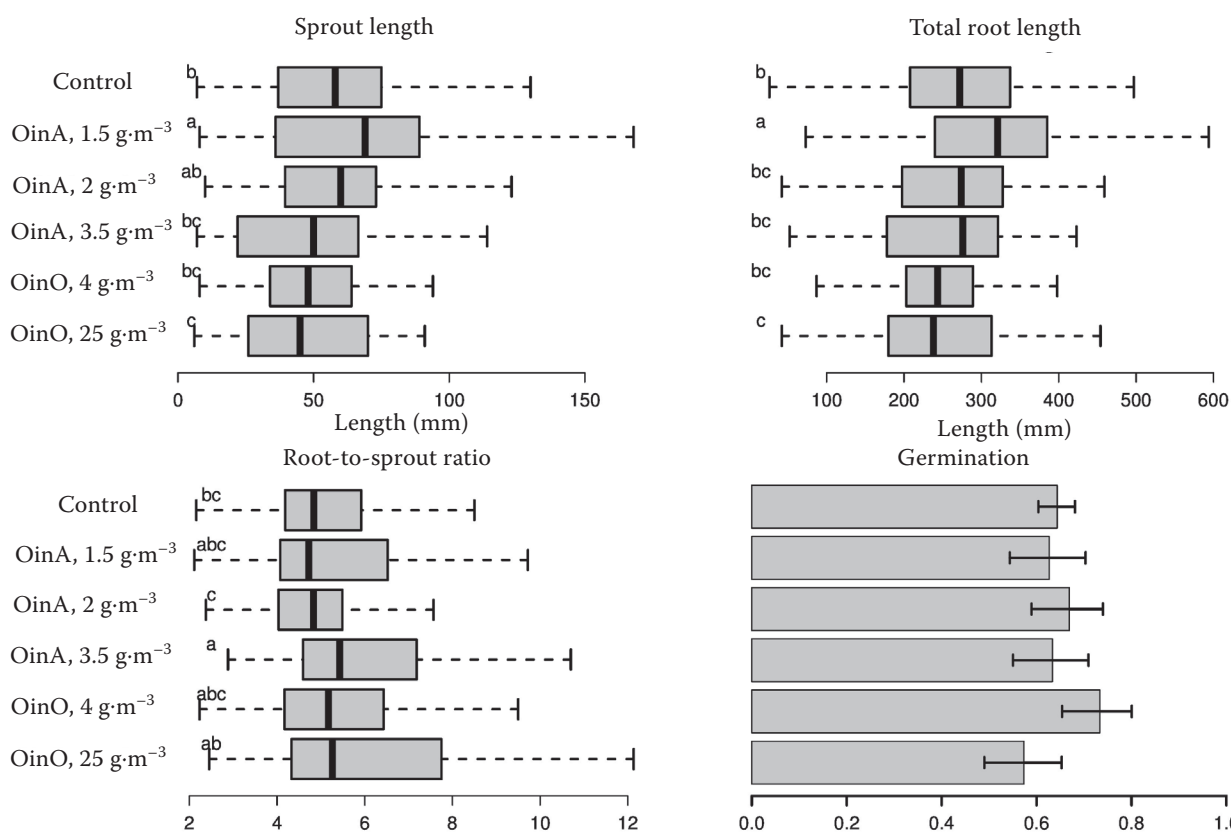 Sprout length
Total root length
Control
b
b
OinA, 1.5 g·m⁻³
a
a
OinA, 2 g·m⁻³
ab
bc
OinA, 3.5 g·m⁻³
bc
bc
OinO, 4 g·m⁻³
bc
bc
OinO, 25 g·m⁻³
c
c
0 50 100 150
100 200 300 400 500 600
Length (mm)
Length (mm)
Root-to-sprout ratio
Germination
Control
bc
OinA, 1.5 g·m⁻³
abc
OinA, 2 g·m⁻³
c
OinA, 3.5 g·m⁻³
a
OinO, 4 g·m⁻³
abc
OinO, 25 g·m⁻³
ab
2 4 6 8 10 12
0.0 0.2 0.4 0.6 0.8